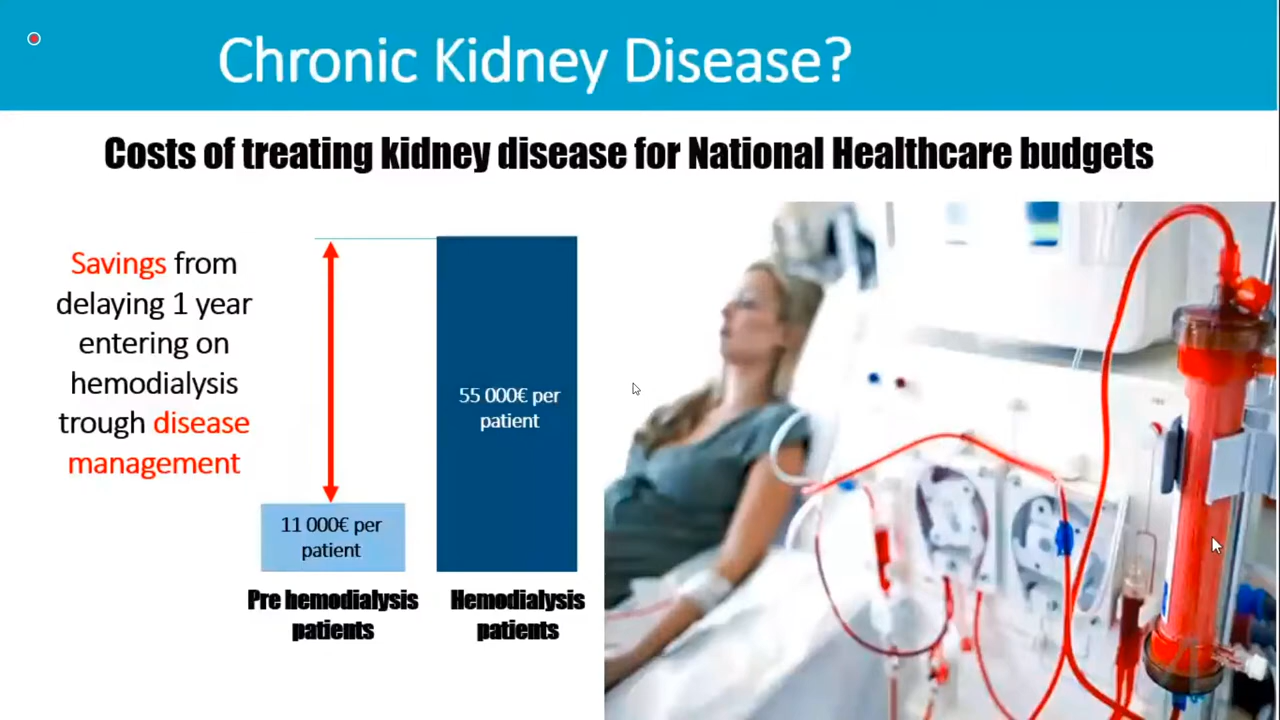 Chronic Kidney Disease?
Costs of treating kidney disease for National Healthcare budgets
Savings from
delaying 1 year
entering on
hemodialysis
trough disease
management
11 000€ per
patient
55 000€ per
patient
Pre hemodialysis
patients
Hemodialysis
patients